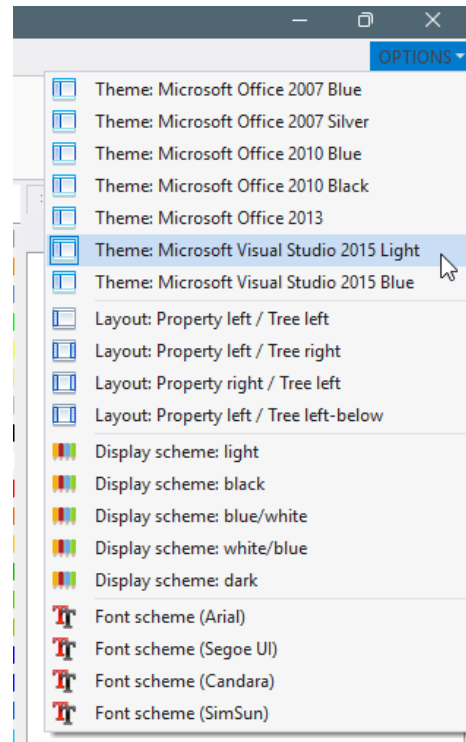 OPTIONS
Theme: Microsoft Office 2007 Blue
Theme: Microsoft Office 2007 Silver
Theme: Microsoft Office 2010 Blue
Theme: Microsoft Office 2010 Black
Theme: Microsoft Office 2013
Theme: Microsoft Visual Studio 2015 Light
Theme: Microsoft Visual Studio 2015 Blue
Layout: Property left / Tree left
Layout: Property left / Tree right
Layout: Property right / Tree left
Layout: Property left / Tree left-below
Display scheme: light
Display scheme: black
Display scheme: blue/white
Display scheme: white/blue
Display scheme: dark
Font scheme (Arial)
Font scheme (Segoe UI)
Font scheme (Candara)
Font scheme (SimSun)